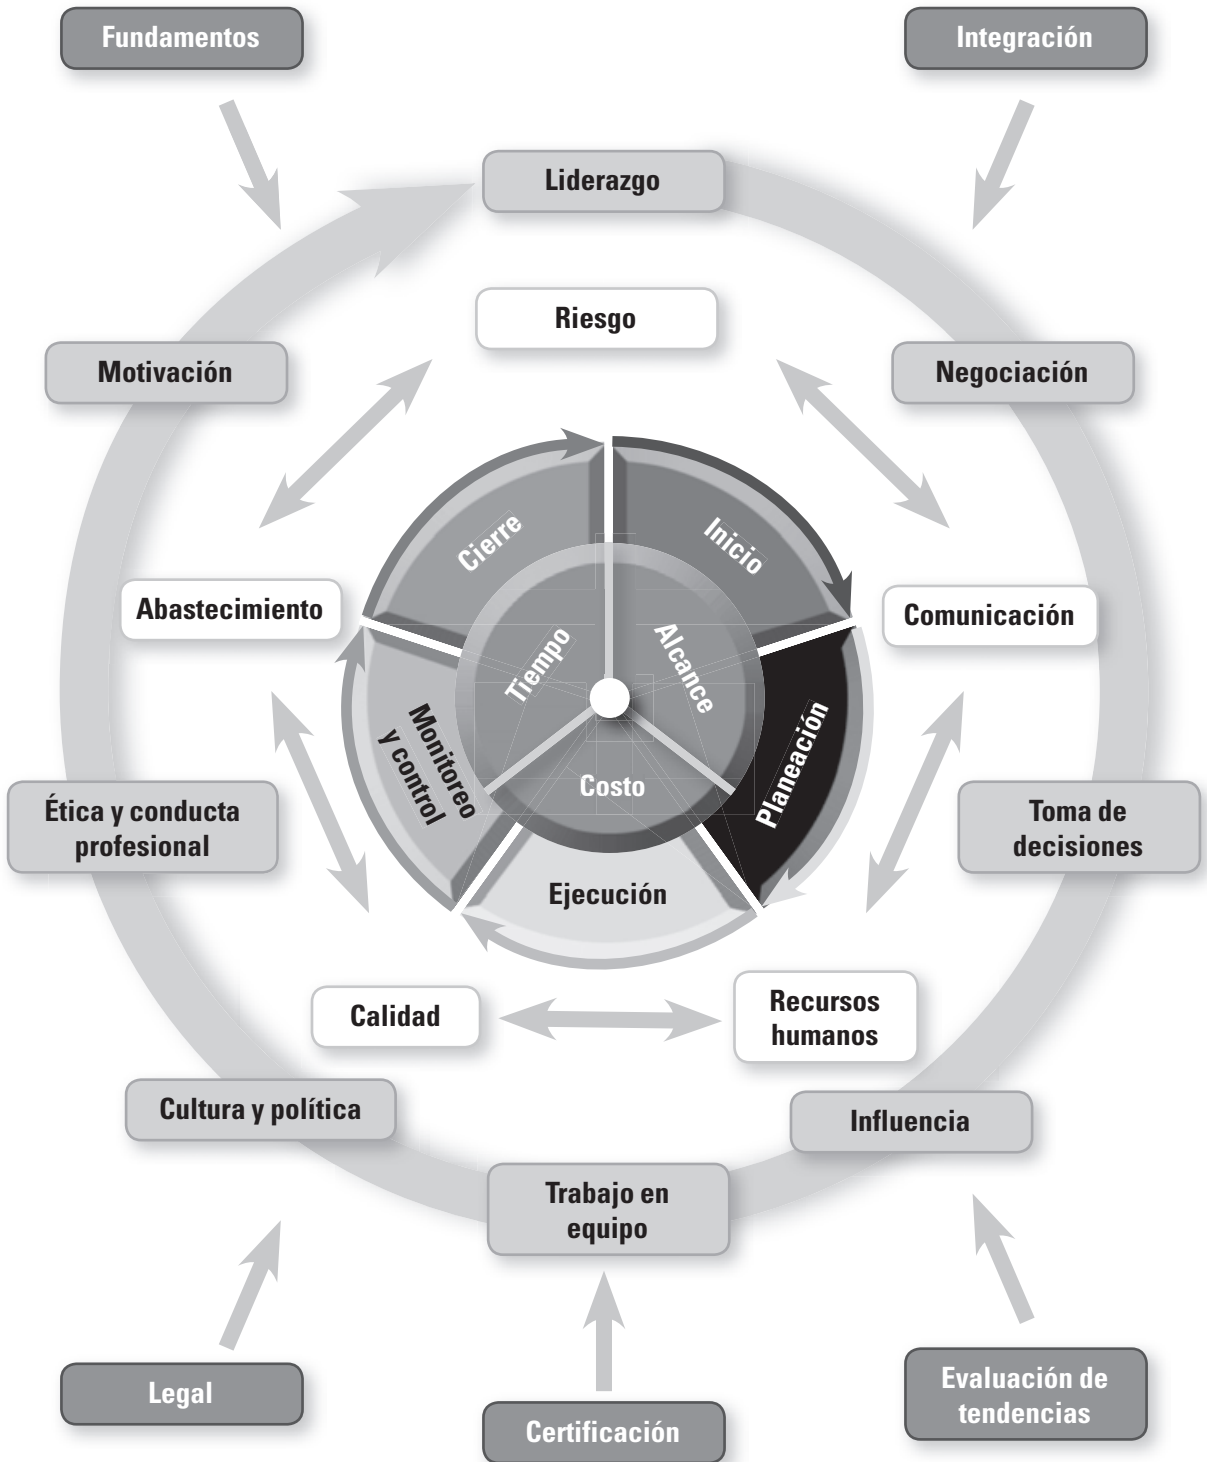 Fundamentos
Integración
Liderazgo
Riesgo
Motivación
Negociación
Cierre
Inicio
Abastecimiento
Comunicación
Tiempo
Alcance
Monitoreo
y control
Planeación
Costo
Ética y conducta
profesional
Toma de
decisiones
Ejecución
Calidad
Recursos
humanos
Cultura y política
Influencia
Trabajo en
equipo
Legal
Evaluación de
tendencias
Certificación